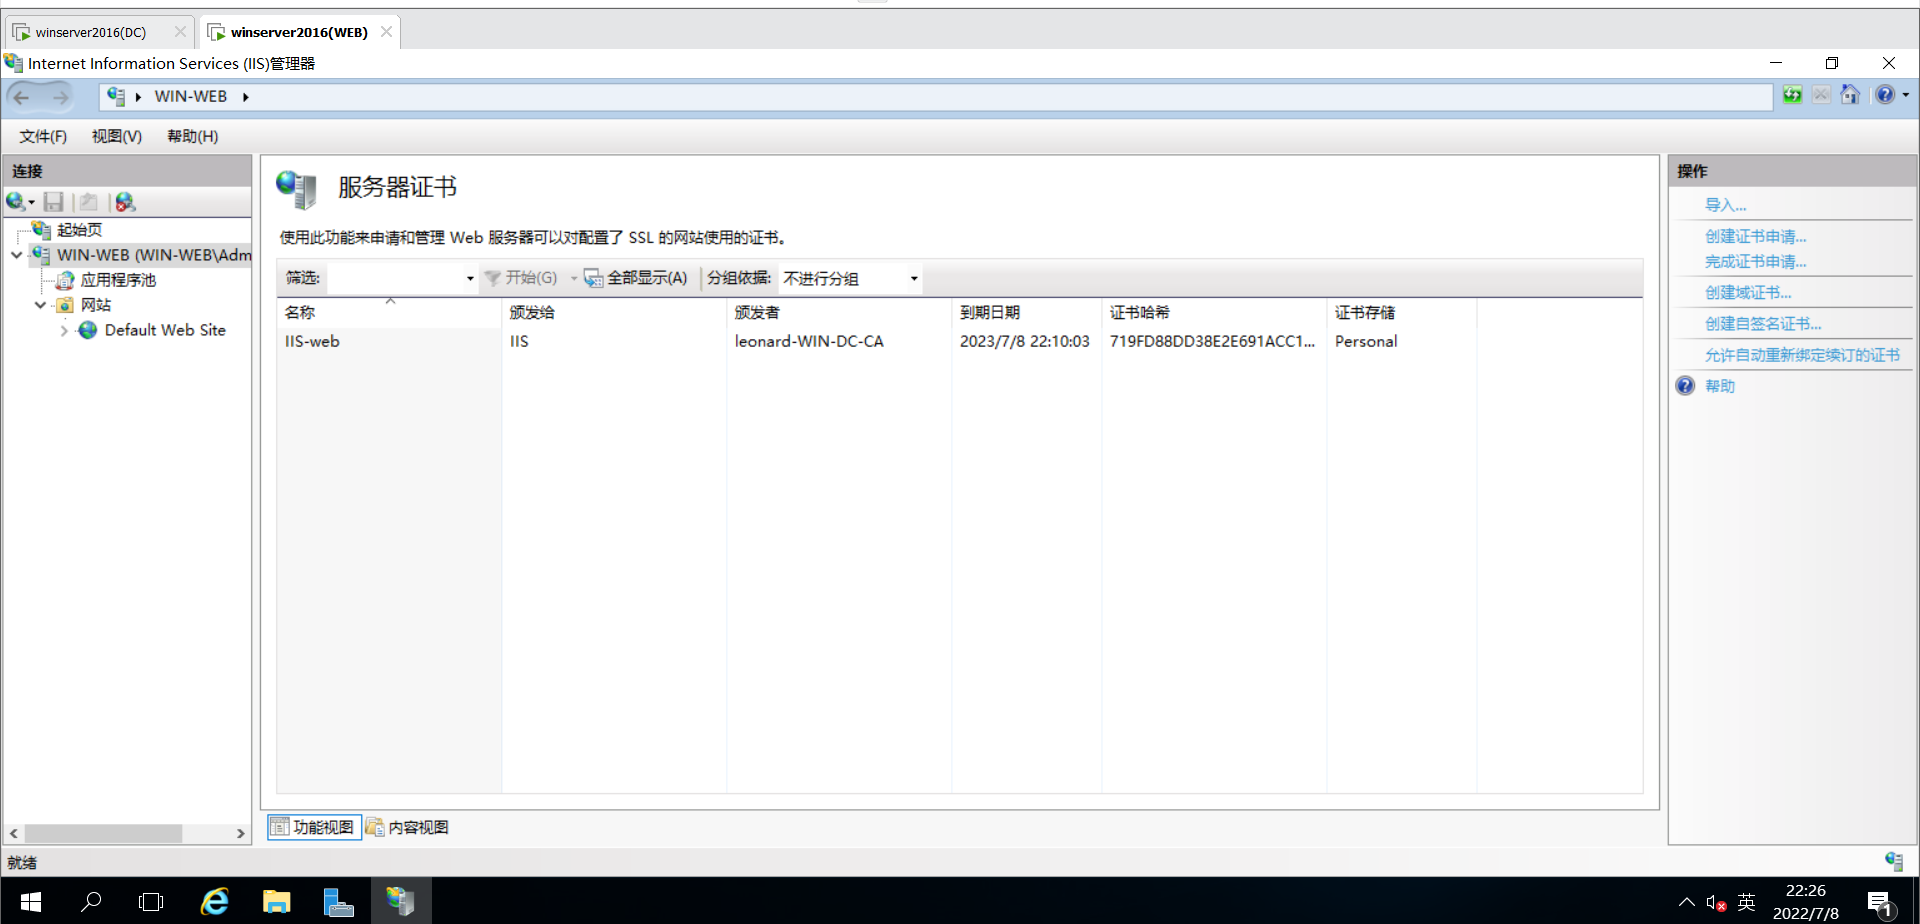 winserver2016(DC)
winserver2016(WEB)
Internet Information Services (IIS)管理器
WIN-WEB
文件(F) 视图(V) 帮助(H)
连接
起始页
WIN-WEB (WIN-WEB\Adm
应用程序池
网站
Default Web Site
服务器证书
使用此功能来申请和管理 Web 服务器可以对配置了 SSL 的网站使用的证书。
筛选: 开始(G) 全部显示(A) 分组依据: 不进行分组
名称 颁发给 颁发者 到期日期 证书哈希 证书存储
IIS-web IIS leonard-WIN-DC-CA 2023/7/8 22:10:03 719FD88DD38E2E691ACC1... Personal
功能视图 内容视图
操作
导入...
创建证书申请...
完成证书申请...
创建域证书...
创建自签名证书...
允许自动重新绑定续订的证书
帮助
就绪
英
22:26
2022/7/8
1